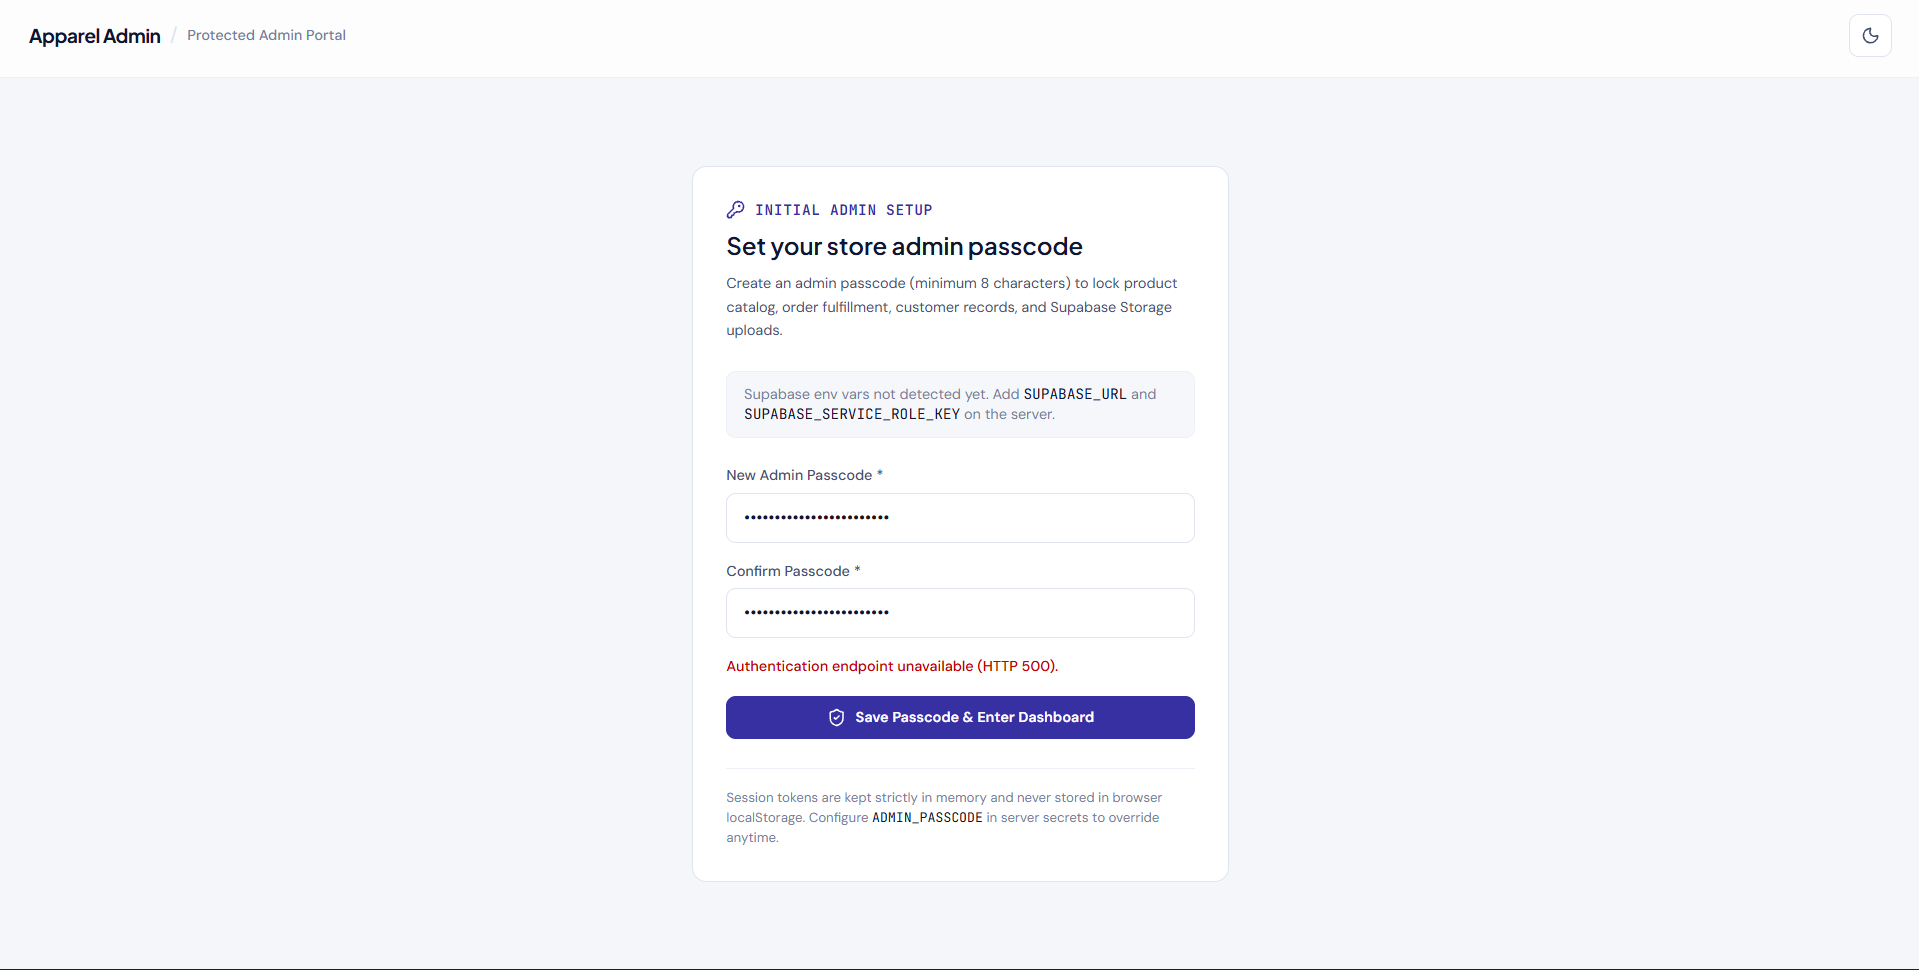 Apparel Admin / Protected Admin Portal
INITIAL ADMIN SETUP
Set your store admin passcode
Create an admin passcode (minimum 8 characters) to lock product
catalog, order fulfillment, customer records, and Supabase Storage
uploads.
Supabase env vars not detected yet. Add SUPABASE_URL and
SUPABASE_SERVICE_ROLE_KEY on the server.
New Admin Passcode *
••••••••••••••••••••••••
Confirm Passcode *
••••••••••••••••••••••••
Authentication endpoint unavailable (HTTP 500).
Save Passcode & Enter Dashboard
Session tokens are kept strictly in memory and never stored in browser
localStorage. Configure ADMIN_PASSCODE in server secrets to override
anytime.